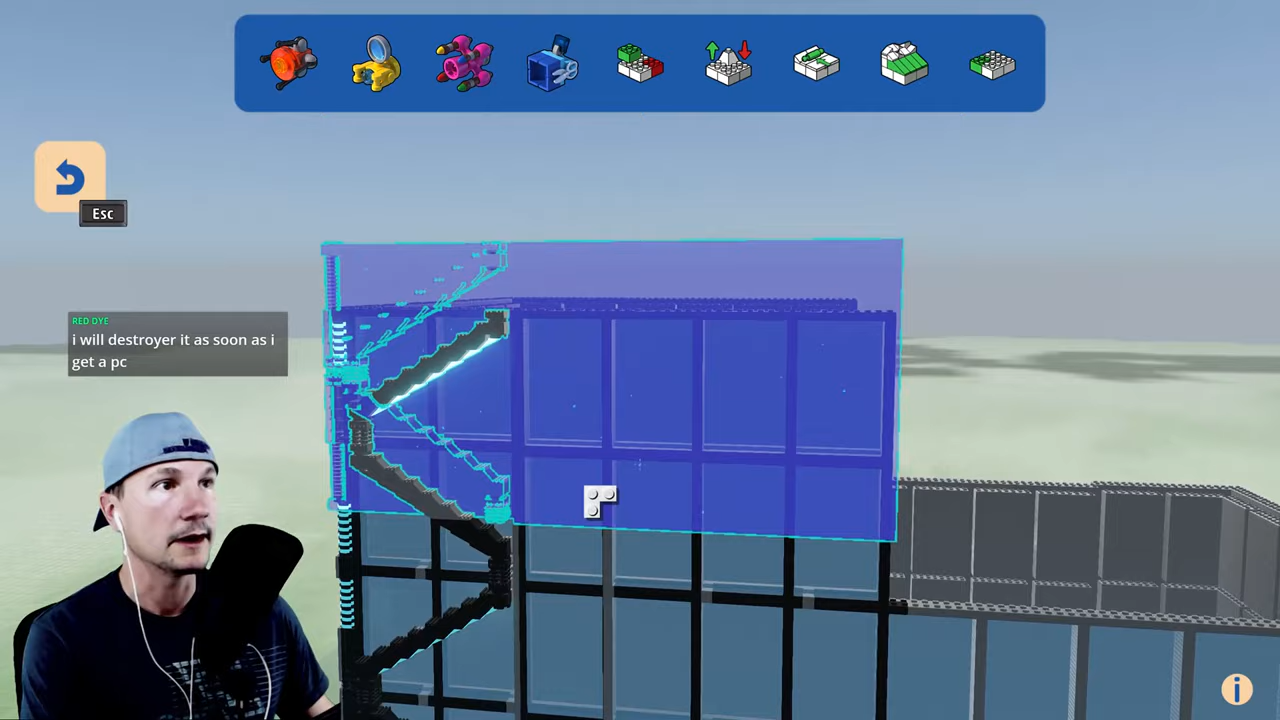 Esc
RED DYE
i will destroyer it as soon as i
get a pc
i